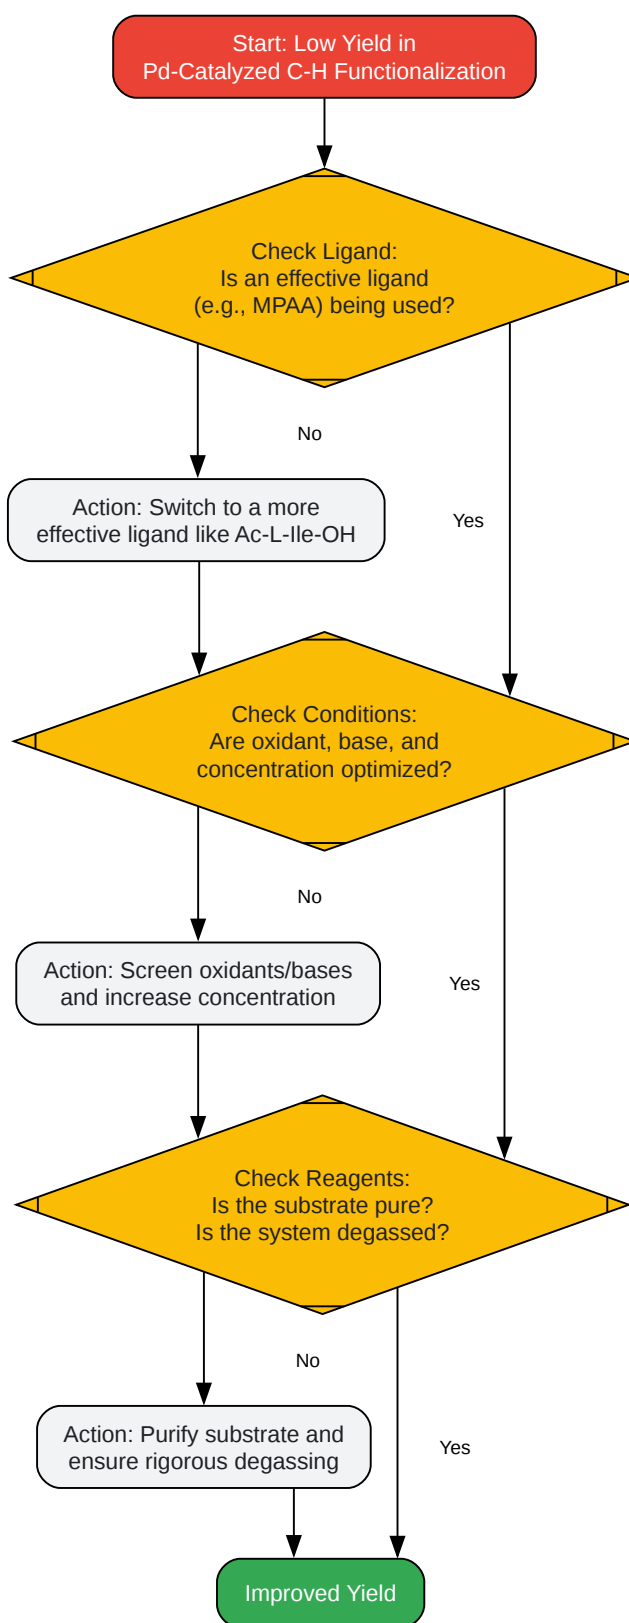 Start: Low Yield in
Pd-Catalyzed C-H Functionalization
Check Ligand:
Is an effective ligand
(e.g., MPAA) being used?
No
Action: Switch to a more
effective ligand like Ac-L-Ile-OH
Yes
Check Conditions:
Are oxidant, base, and
concentration optimized?
No
Action: Screen oxidants/bases
and increase concentration
Yes
Check Reagents:
Is the substrate pure?
Is the system degassed?
No
Action: Purify substrate and
ensure rigorous degassing
Yes
Improved Yield